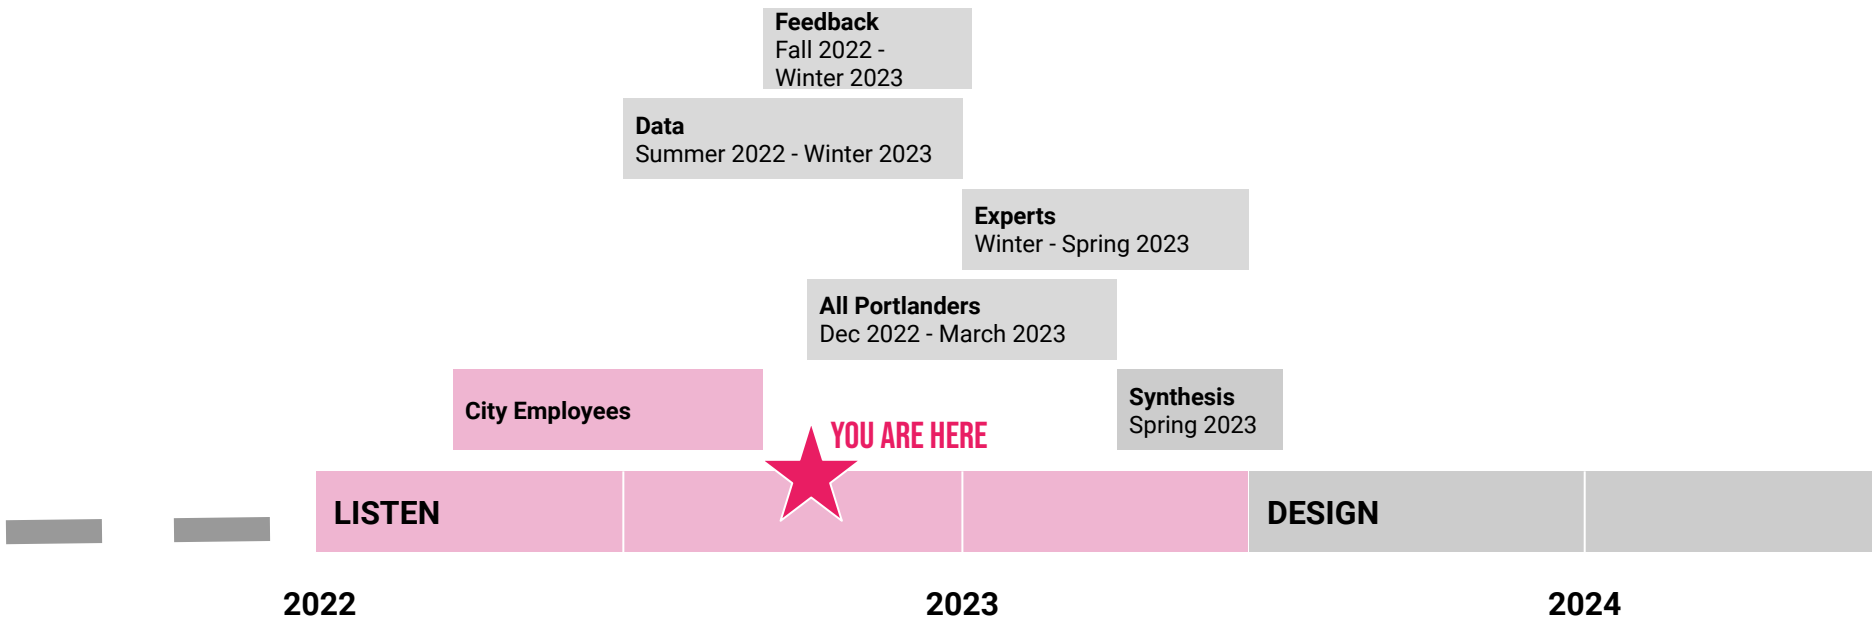 Feedback
Fall 2022 -
Winter 2023
Data
Summer 2022 - Winter 2023
Experts
Winter - Spring 2023
All Portlanders
Dec 2022 - March 2023
City Employees
Synthesis
Spring 2023
YOU ARE HERE
LISTEN
DESIGN
2022
2023
2024